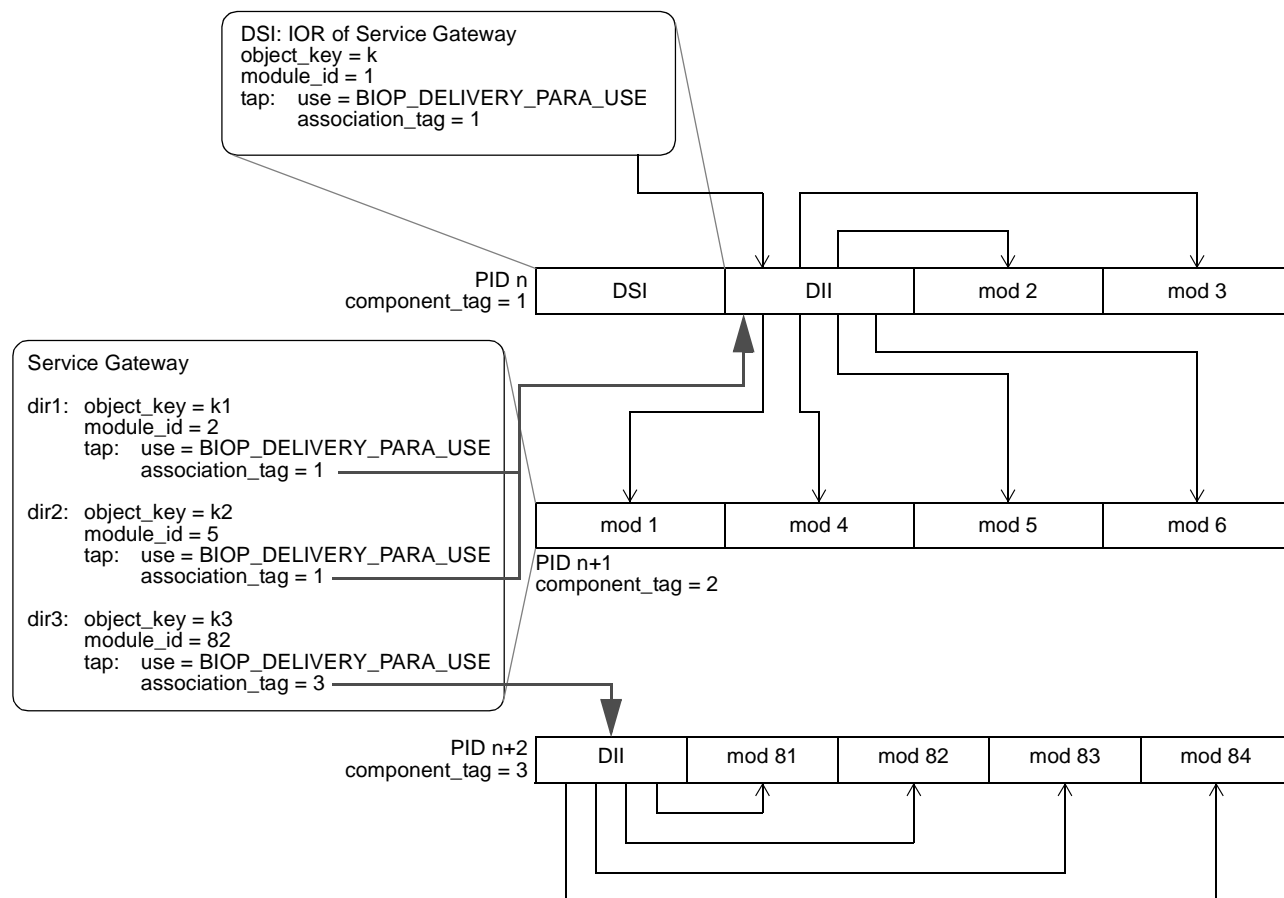 DSI: IOR of Service Gateway
object_key = k
module_id = 1
tap: use = BIOP_DELIVERY_PARA_USE
association_tag = 1
PID n
component_tag = 1
DSI
DII
mod 2
mod 3
Service Gateway
dir1: object_key = k1
module_id = 2
tap: use = BIOP_DELIVERY_PARA_USE
association_tag = 1
dir2: object_key = k2
module_id = 5
tap: use = BIOP_DELIVERY_PARA_USE
association_tag = 1
dir3: object_key = k3
module_id = 82
tap: use = BIOP_DELIVERY_PARA_USE
association_tag = 3
mod 1
mod 4
mod 5
mod 6
PID n+1
component_tag = 2
PID n+2
component_tag = 3
DII
mod 81
mod 82
mod 83
mod 84